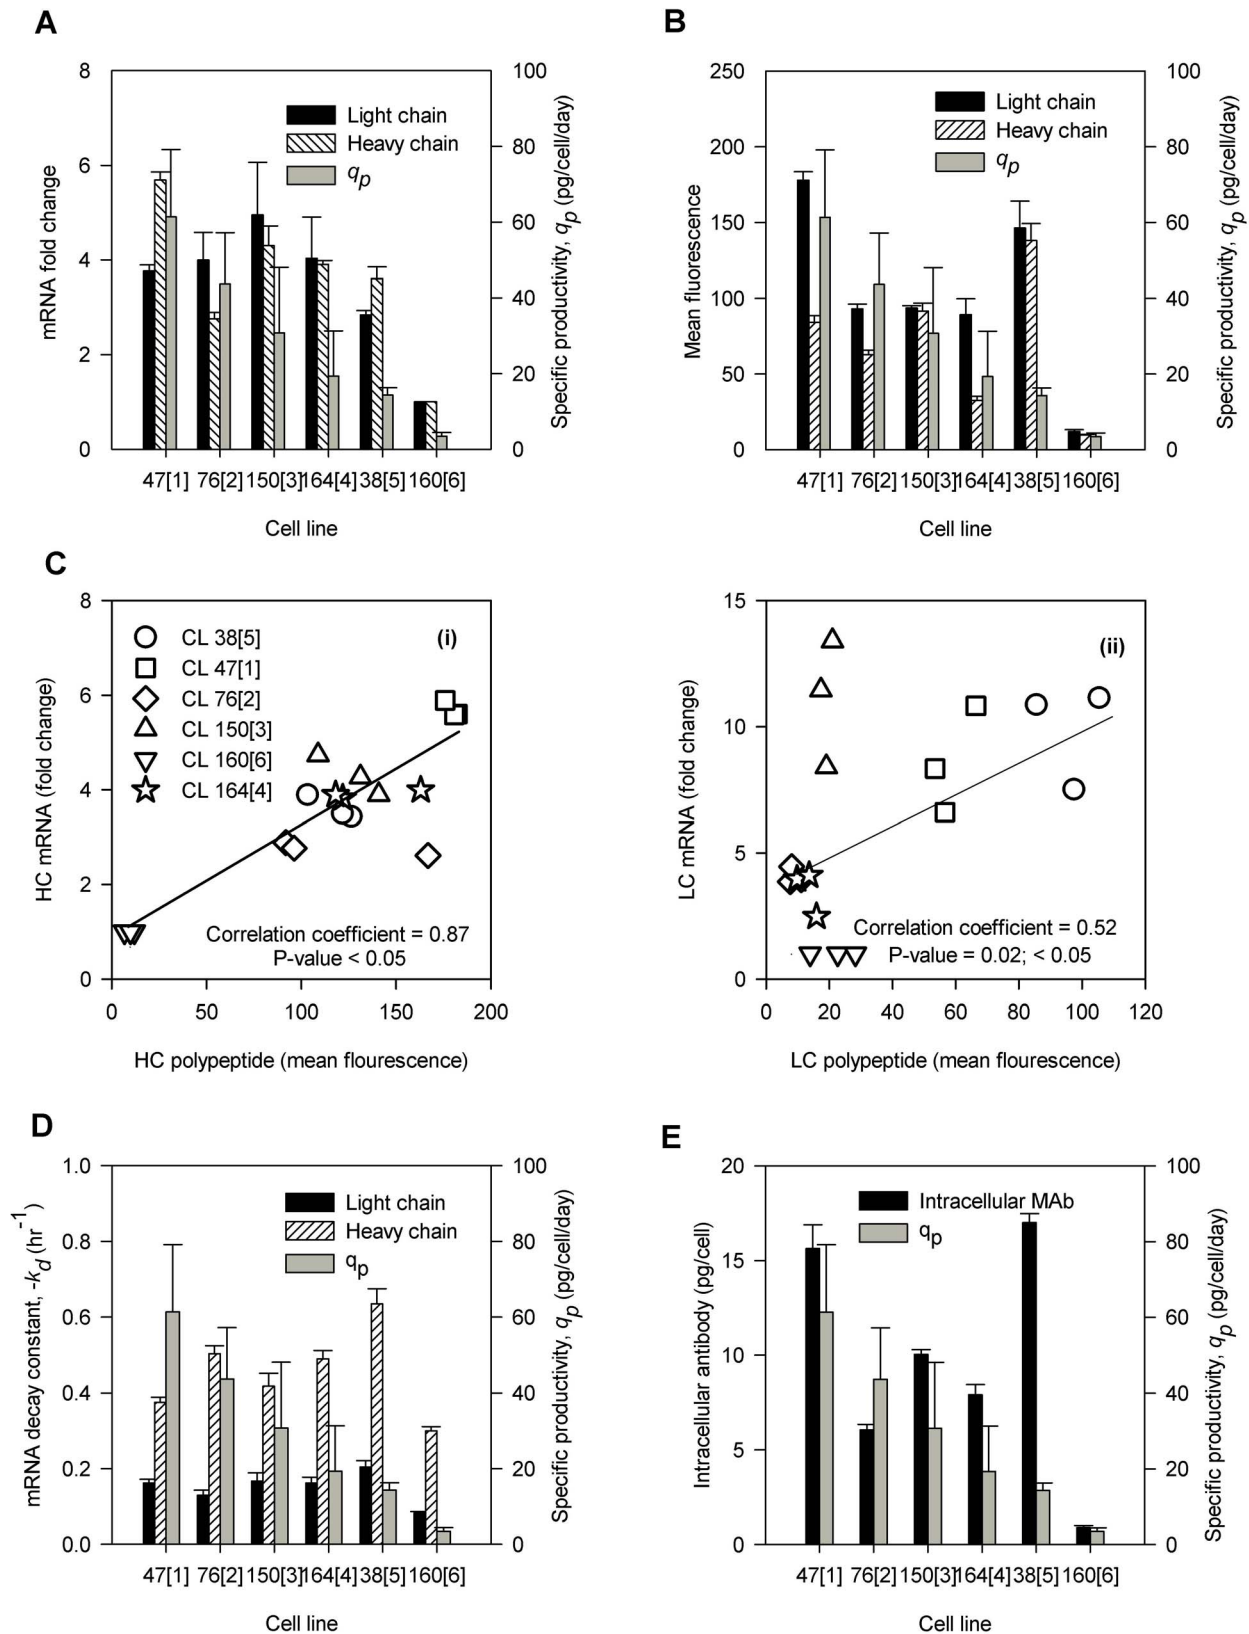 A
8
6
4
2
0
mRNA fold change
Light chain
Heavy chain
qp
100
80
60
40
20
0
Specific productivity, qp (pg/cell/day)
47[1] 76[2] 150[3] 164[4] 38[5] 160[6]
Cell line
B
250
200
150
100
50
0
Mean fluorescence
Light chain
Heavy chain
qp
100
80
60
40
20
0
Specific productivity, qp (pg/cell/day)
47[1] 76[2] 150[3] 164[4] 38[5] 160[6]
Cell line
C
8
6
4
2
0
HC mRNA (fold change)
CL 38[5]
CL 47[1]
CL 76[2]
CL 150[3]
CL 160[6]
CL 164[4]
(i)
Correlation coefficient = 0.87
P-value < 0.05
0 50 100 150 200
HC polypeptide (mean flourescence)
15
10
5
0
LC mRNA (fold change)
(ii)
Correlation coefficient = 0.52
P-value = 0.02; < 0.05
0 20 40 60 80 100 120
LC polypeptide (mean flourescence)
D
1.0
0.8
0.6
0.4
0.2
0.0
mRNA decay constant, -kd (hr-1)
Light chain
Heavy chain
qp
100
80
60
40
20
0
Specific productivity, qp (pg/cell/day)
47[1] 76[2] 150[3] 164[4] 38[5] 160[6]
Cell line
E
20
15
10
5
0
Intracellular antibody (pg/cell)
Intracellular MAb
qp
100
80
60
40
20
0
Specific productivity, qp (pg/cell/day)
47[1] 76[2] 150[3] 164[4] 38[5] 160[6]
Cell line